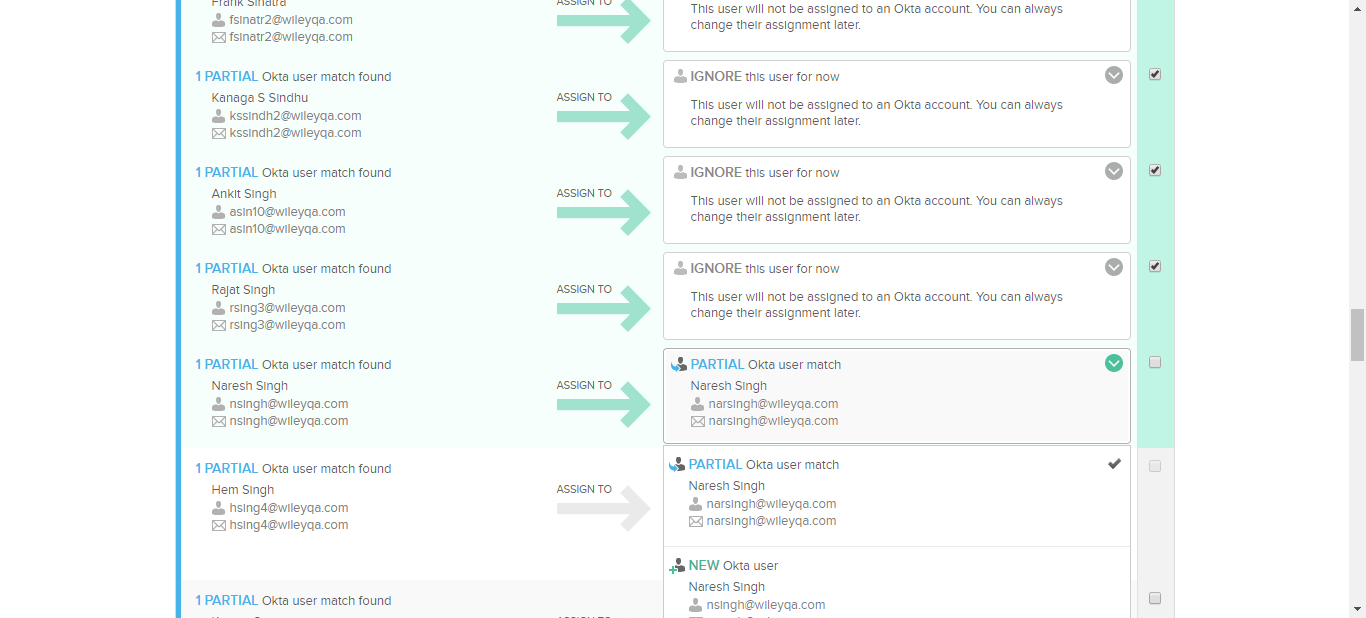 Frank Sinatra
fsinatr2@wileyqa.com
fsinatr2@wileyqa.com
ASSIGN TO
This user will not be assigned to an Okta account. You can always
change their assignment later.
1 PARTIAL Okta user match found
Kanaga S Sindhu
kssindh2@wileyqa.com
kssindh2@wileyqa.com
ASSIGN TO
IGNORE this user for now
This user will not be assigned to an Okta account. You can always
change their assignment later.
1 PARTIAL Okta user match found
Ankit Singh
asin10@wileyqa.com
asin10@wileyqa.com
ASSIGN TO
IGNORE this user for now
This user will not be assigned to an Okta account. You can always
change their assignment later.
1 PARTIAL Okta user match found
Rajat Singh
rsing3@wileyqa.com
rsing3@wileyqa.com
ASSIGN TO
IGNORE this user for now
This user will not be assigned to an Okta account. You can always
change their assignment later.
1 PARTIAL Okta user match found
Naresh Singh
nsingh@wileyqa.com
nsingh@wileyqa.com
ASSIGN TO
PARTIAL Okta user match
Naresh Singh
narsingh@wileyqa.com
narsingh@wileyqa.com
1 PARTIAL Okta user match found
Hem Singh
hsing4@wileyqa.com
hsing4@wileyqa.com
ASSIGN TO
PARTIAL Okta user match
Naresh Singh
narsingh@wileyqa.com
narsingh@wileyqa.com
NEW Okta user
Naresh Singh
nsingh@wileyqa.com
1 PARTIAL Okta user match found
ASSIGN TO